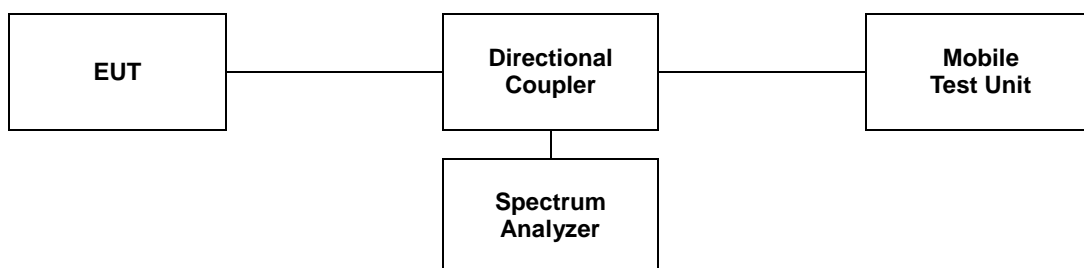 EUT
Directional
Coupler
Mobile
Test Unit
Spectrum
Analyzer